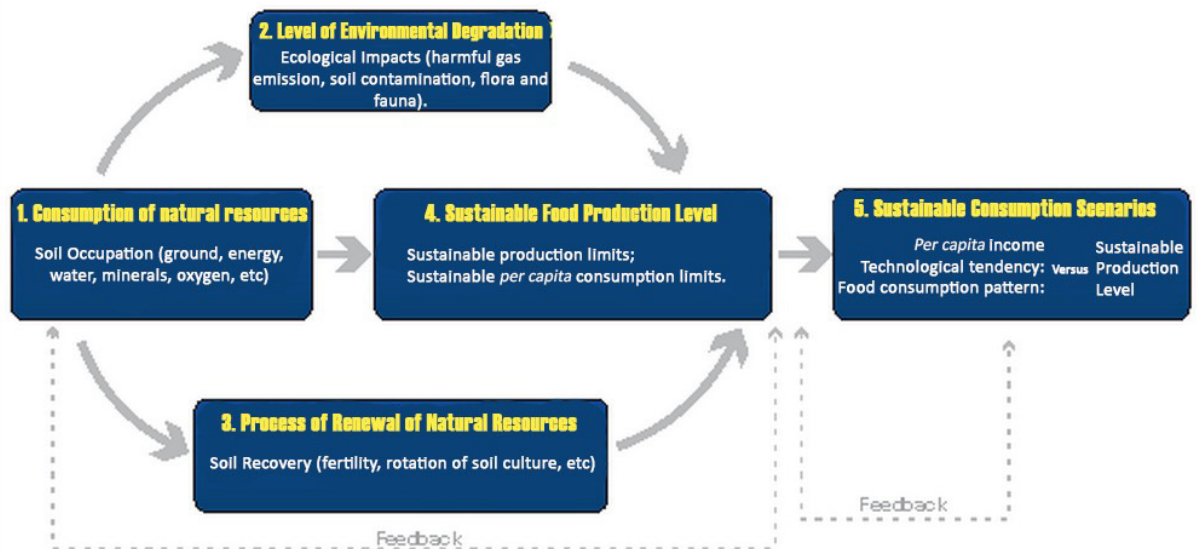 2. Level of Environmental Degradation
Ecological Impacts (harmful gas
emission, soil contamination, flora and
fauna).
1. Consumption of natural resources
Soil Occupation (ground, energy,
water, minerals, oxygen, etc)
4. Sustainable Food Production Level
Sustainable production limits;
Sustainable per capita consumption limits.
5. Sustainable Consumption Scenarios
Per capita income
Technological tendency:
Food consumption pattern:
Versus
Sustainable
Production
Level
3. Process of Renewal of Natural Resources
Soil Recovery (fertility, rotation of soil culture, etc)
Feedback
Feedback